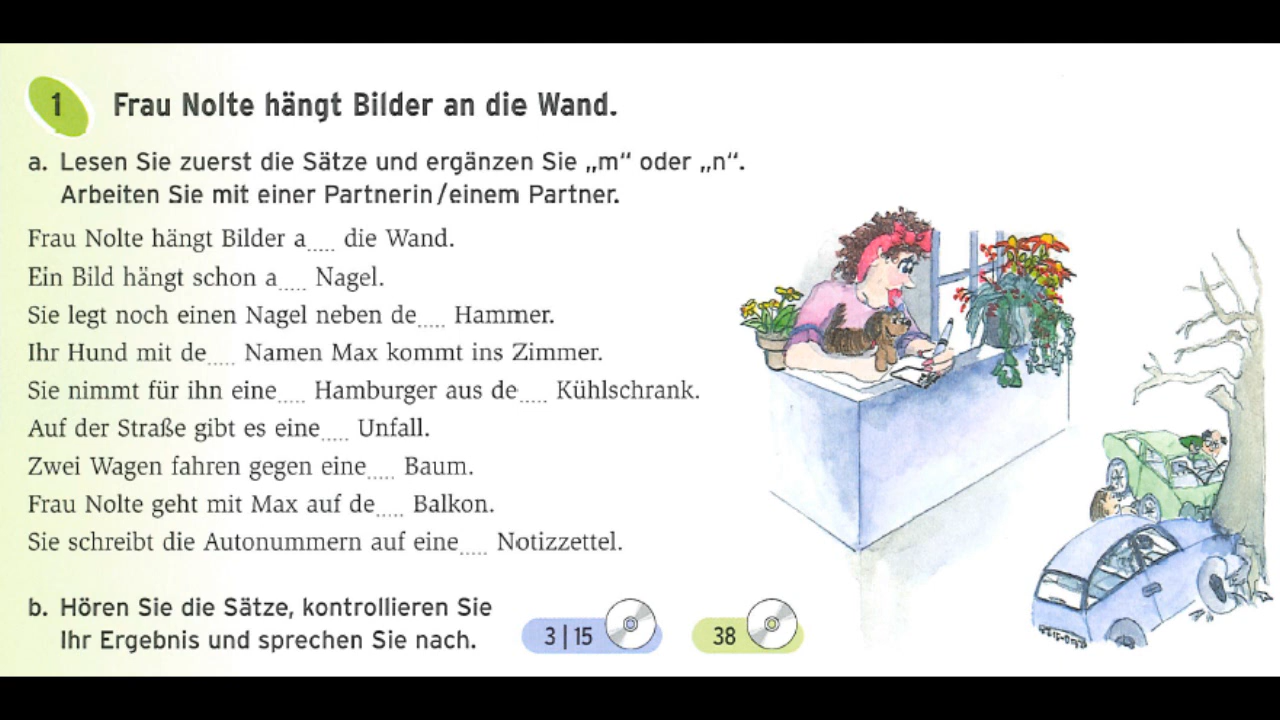 1 Frau Nolte hängt Bilder an die Wand.
a. Lesen Sie zuerst die Sätze und ergänzen Sie „m“ oder „n“.
Arbeiten Sie mit einer Partnerin/einem Partner.
Frau Nolte hängt Bilder a..... die Wand.
Ein Bild hängt schon a..... Nagel.
Sie legt noch einen Nagel neben de..... Hammer.
Ihr Hund mit de..... Namen Max kommt ins Zimmer.
Sie nimmt für ihn eine..... Hamburger aus de..... Kühlschrank.
Auf der Straße gibt es eine..... Unfall.
Zwei Wagen fahren gegen eine..... Baum.
Frau Nolte geht mit Max auf de..... Balkon.
Sie schreibt die Autonummern auf eine..... Notizzettel.
b. Hören Sie die Sätze, kontrollieren Sie
Ihr Ergebnis und sprechen Sie nach.
3|15 38